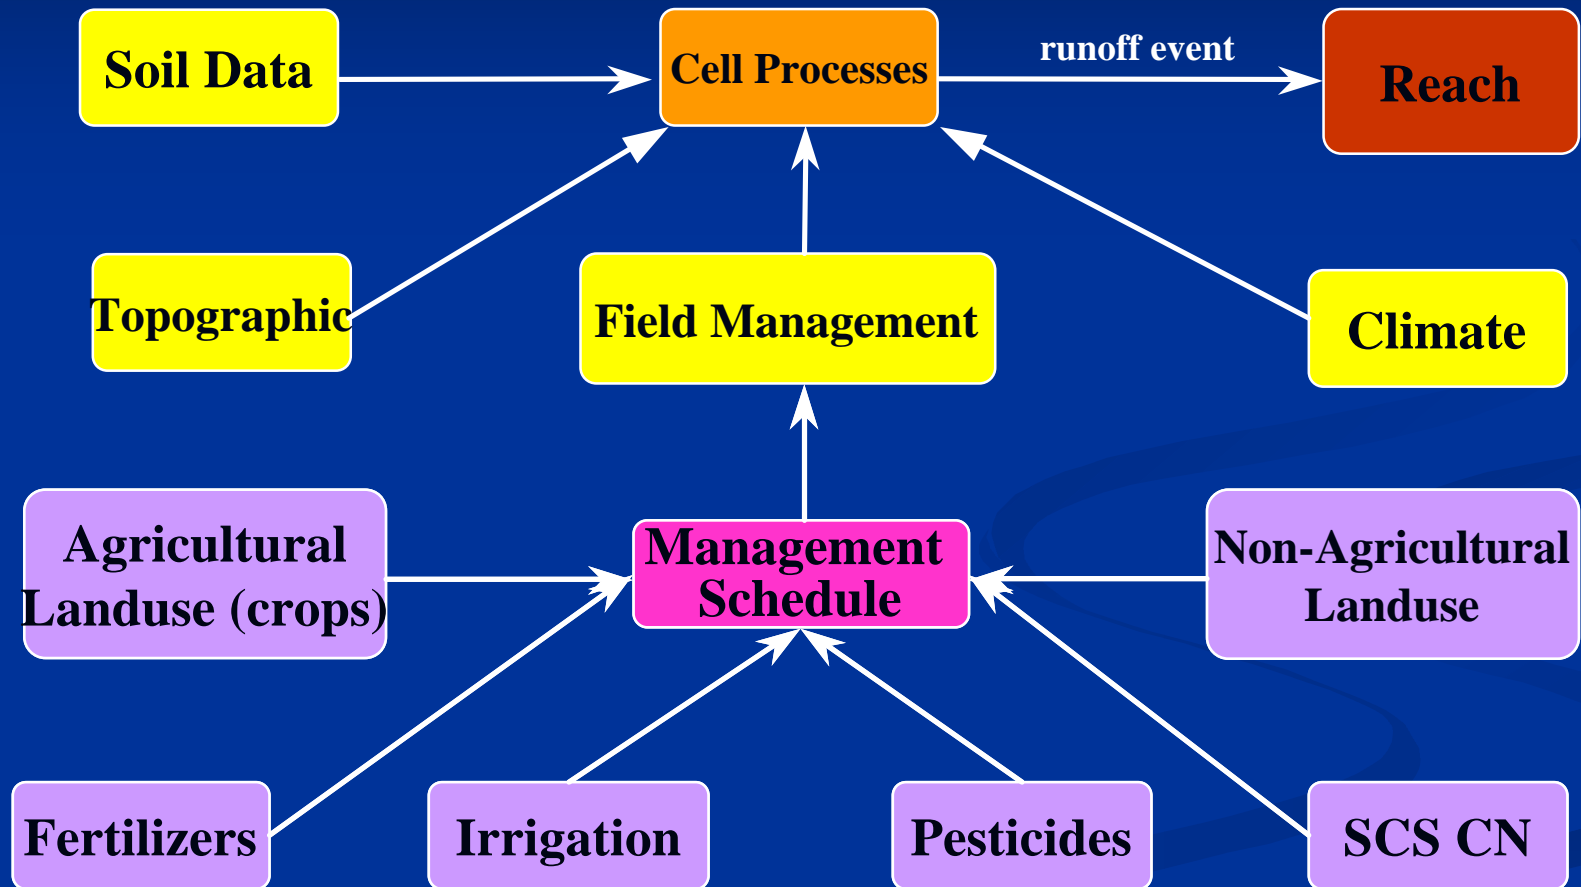 Soil Data
Cell Processes
runoff event
Reach
Topographic
Field Management
Climate
Agricultural
Landuse (crops)
Management
Schedule
Non-Agricultural
Landuse
Fertilizers
Irrigation
Pesticides
SCS CN